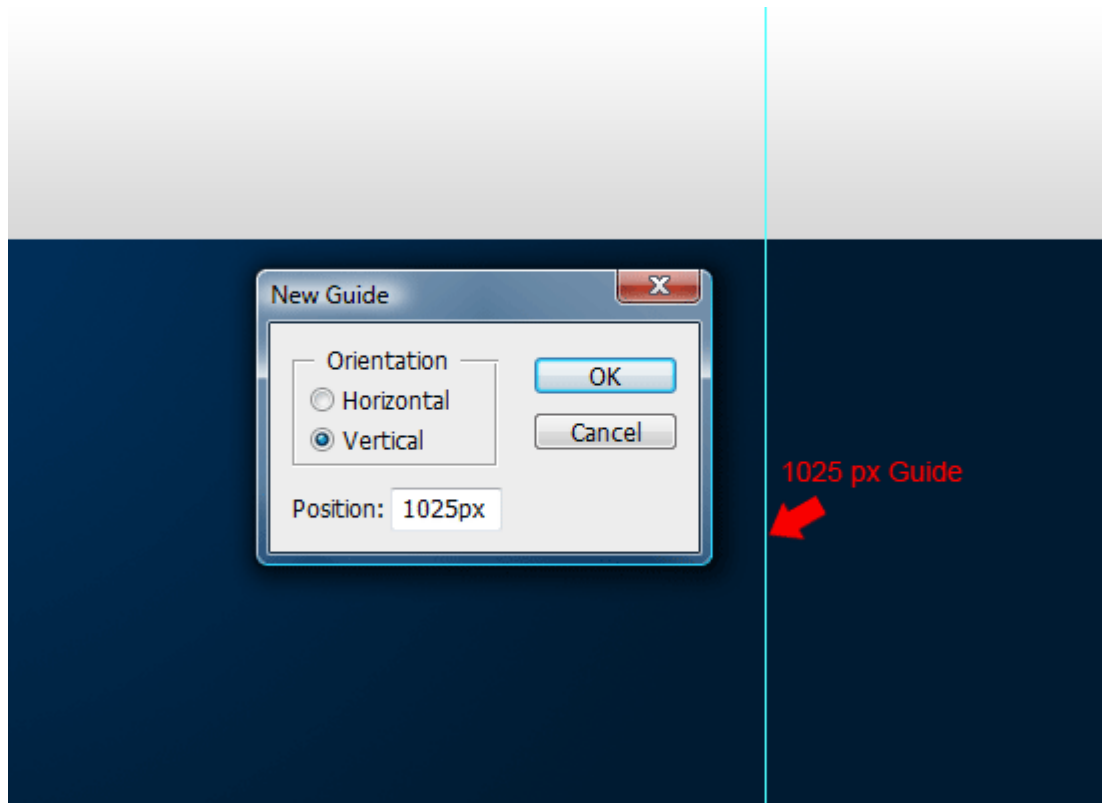 New Guide
Orientation
Horizontal
Vertical
OK
Cancel
Position: 1025px
1025 px Guide